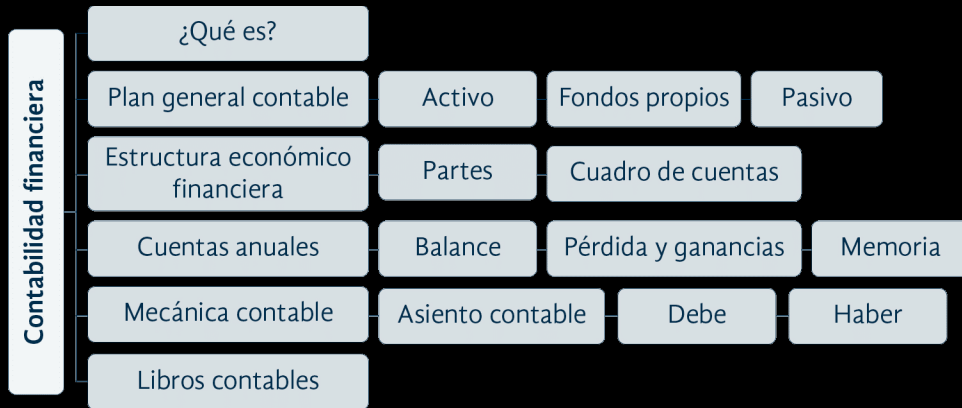 Contabilidad financiera
¿Qué es?
Plan general contable
Activo
Fondos propios
Pasivo
Estructura económico
financiera
Partes
Cuadro de cuentas
Cuentas anuales
Balance
Pérdida y ganancias
Memoria
Mecánica contable
Asiento contable
Debe
Haber
Libros contables